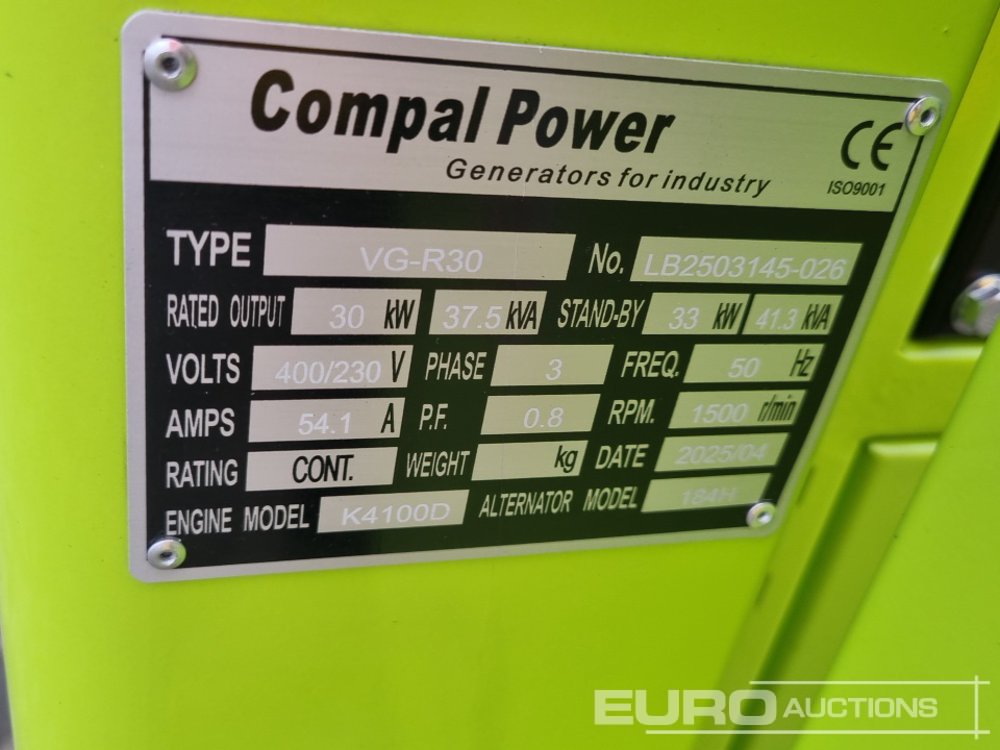 Compal Power
Generators for industry
CE
ISO9001
TYPE VG-R30 No. LB2503145-026
RATED OUTPUT 30 kW 37.5 kVA STAND-BY 33 kW 41.3 kVA
VOLTS 400/230 V PHASE 3 FREQ. 50 Hz
AMPS 54.1 A P.F. 0.8 RPM. 1500 r/min
RATING CONT. WEIGHT kg DATE 2025/04
ENGINE MODEL K4100D ALTERNATOR MODEL 184H
EURO AUCTIONS